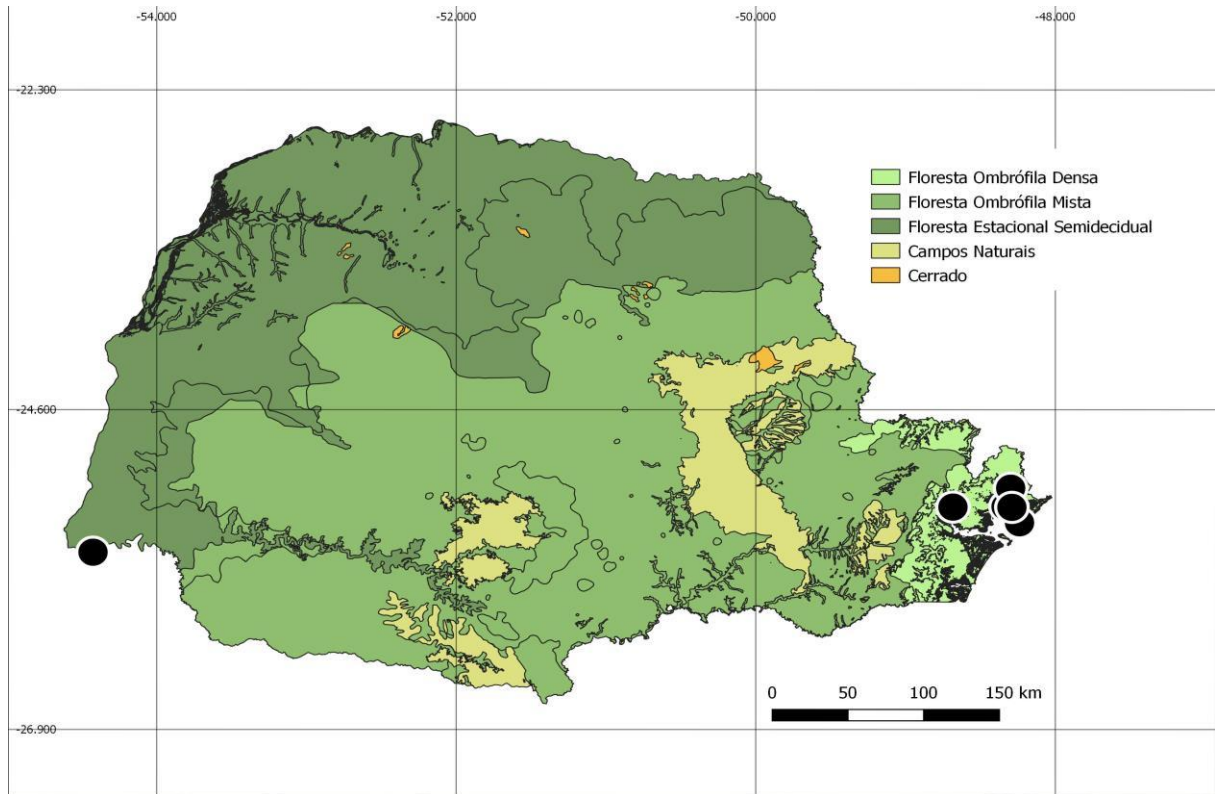 -54.000 -52.000 -50.000 -48.000
-22.300
Floresta Ombrófila Densa
Floresta Ombrófila Mista
Floresta Estacional Semidecidual
Campos Naturais
Cerrado
-24.600
0 50 100 150 km
-26.900